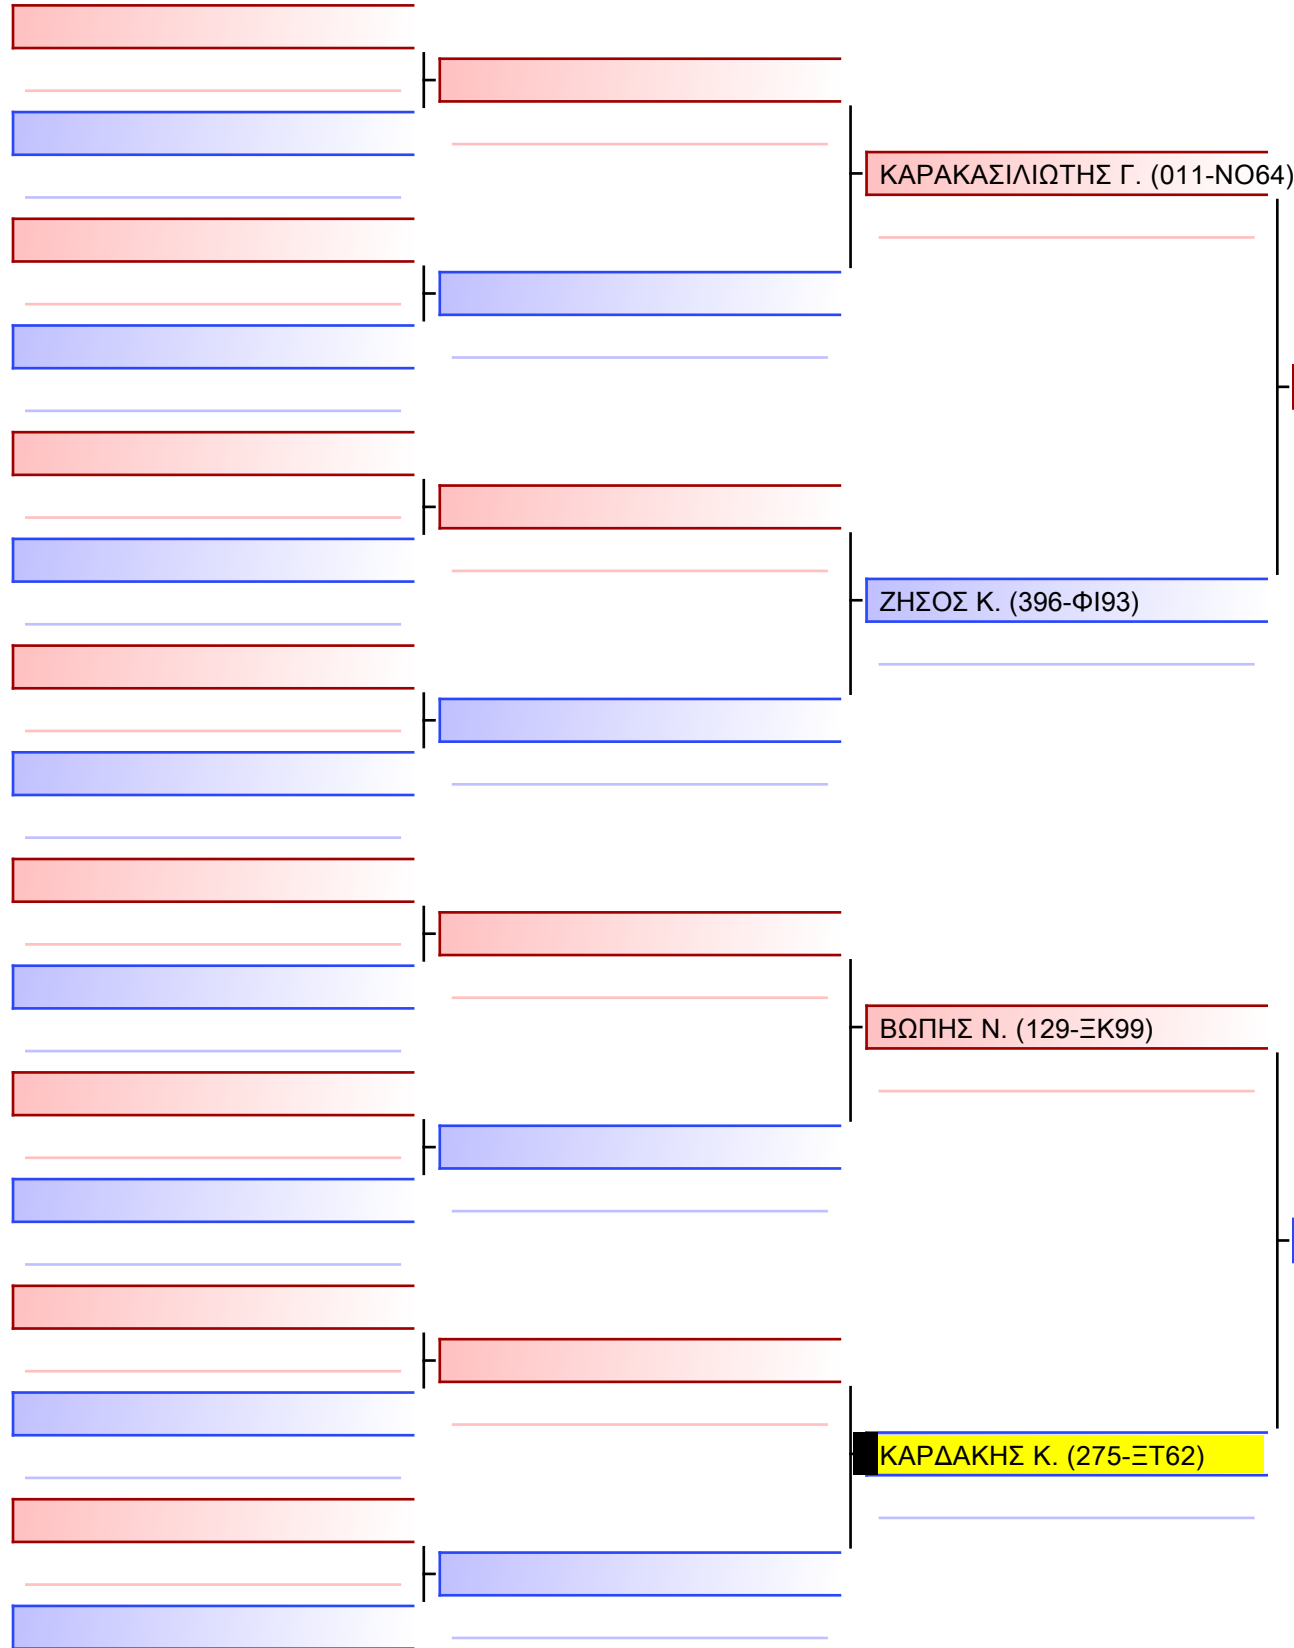 ΚΑΡΑΚΑΣΙΛΙΩΤΗΣ Γ. (011-ΝΟ64)
ΖΗΣΟΣ Κ. (396-ΦΙ93)
ΒΩΠΗΣ Ν. (129-ΞΚ99)
ΚΑΡΔΑΚΗΣ Κ. (275-ΞΤ62)